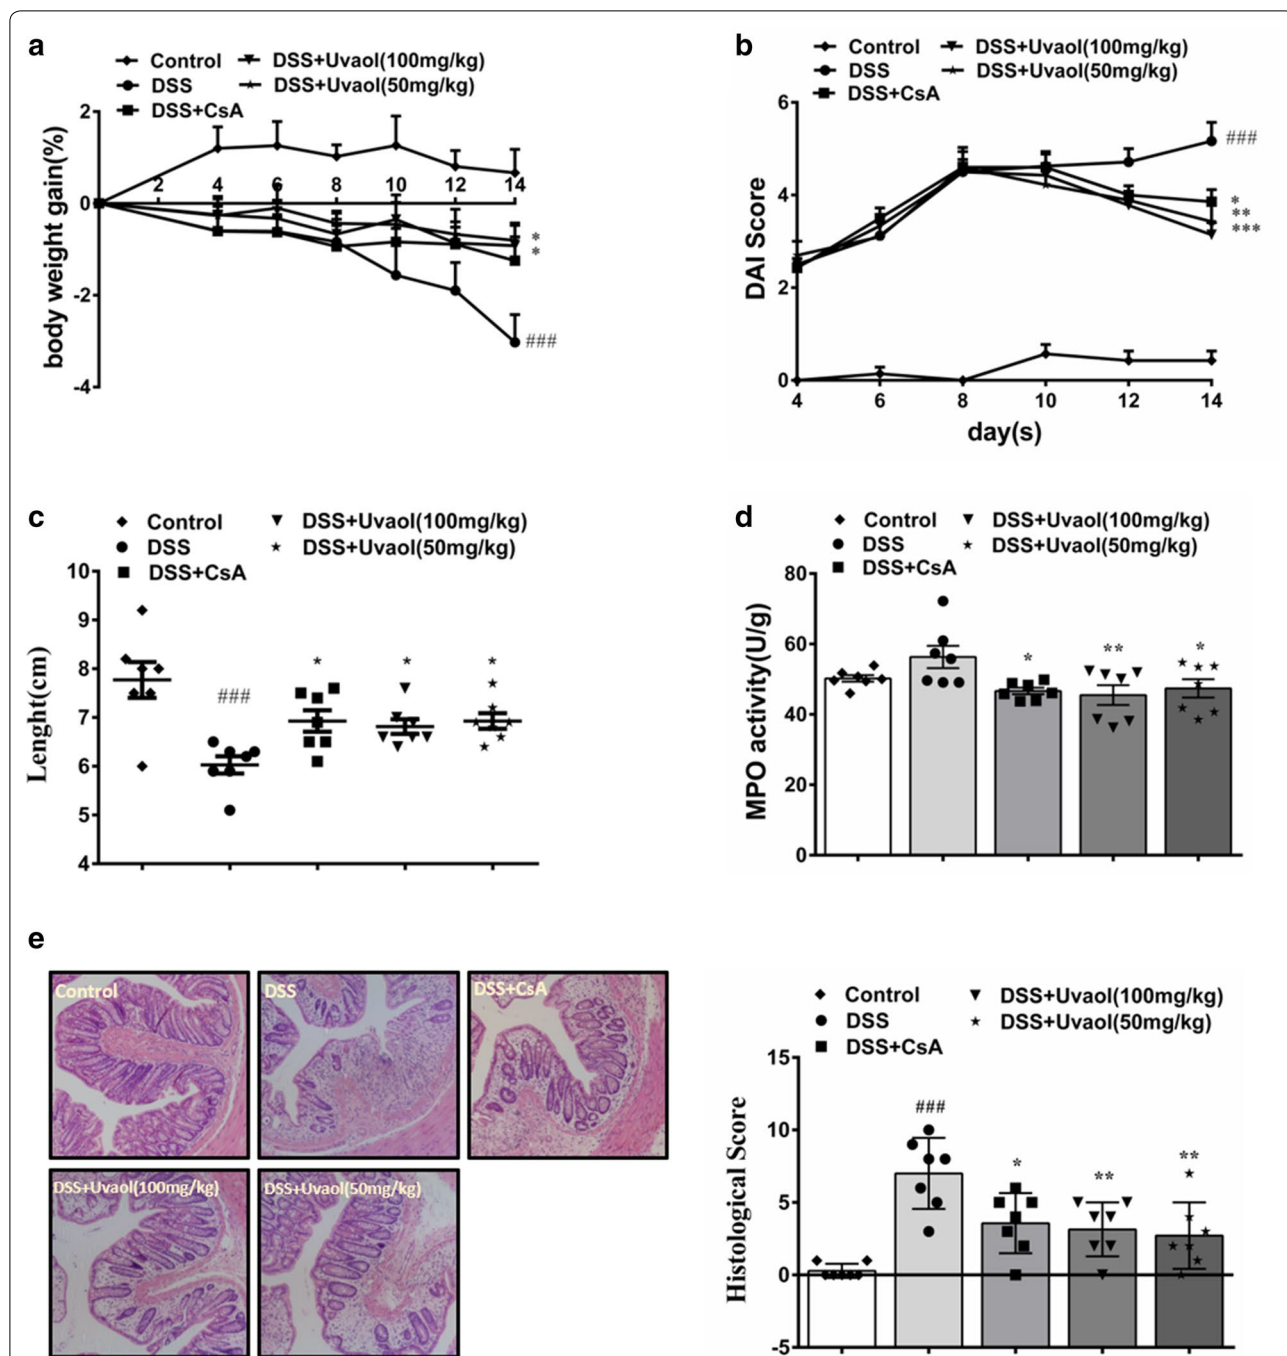 a
Control
DSS+Uvaol(100mg/kg)
DSS
DSS+Uvaol(50mg/kg)
DSS+CsA
body weight gain(%)
2
0
-2
-4
2 4 6 8 10 12 14
*
*
###
b
Control
DSS+Uvaol(100mg/kg)
DSS
DSS+Uvaol(50mg/kg)
DSS+CsA
DAI Score
6
4
2
0
###
*
**
***
4 6 8 10 12 14
day(s)
c
Control
DSS+Uvaol(100mg/kg)
DSS
DSS+Uvaol(50mg/kg)
DSS+CsA
Lenght(cm)
10
9
8
7
6
5
4
###
* * *
d
Control
DSS+Uvaol(100mg/kg)
DSS
DSS+Uvaol(50mg/kg)
DSS+CsA
MPO activity(U/g)
80
60
40
20
0
* ** *
e
Control
DSS
DSS+CsA
DSS+Uvaol(100mg/kg)
DSS+Uvaol(50mg/kg)
Control
DSS+Uvaol(100mg/kg)
DSS
DSS+Uvaol(50mg/kg)
DSS+CsA
Histological Score
15
10
5
0
-5
###
* ** **